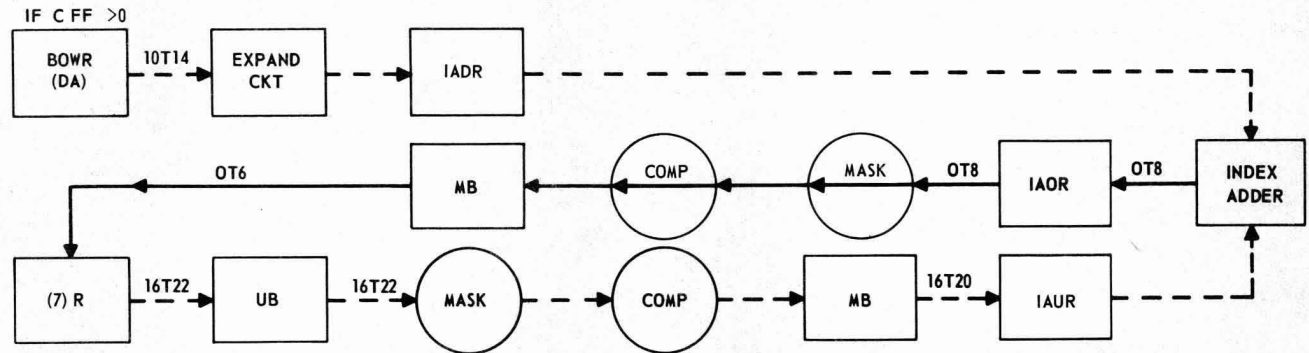 IF C FF >0
BOWR
(DA)
10T14
EXPAND
CKT
IADR
OT6
MB
COMP
MASK
OT8
IAOR
OT8
INDEX
ADDER
(7) R
16T22
UB
16T22
MASK
COMP
MB
16T20
IAUR